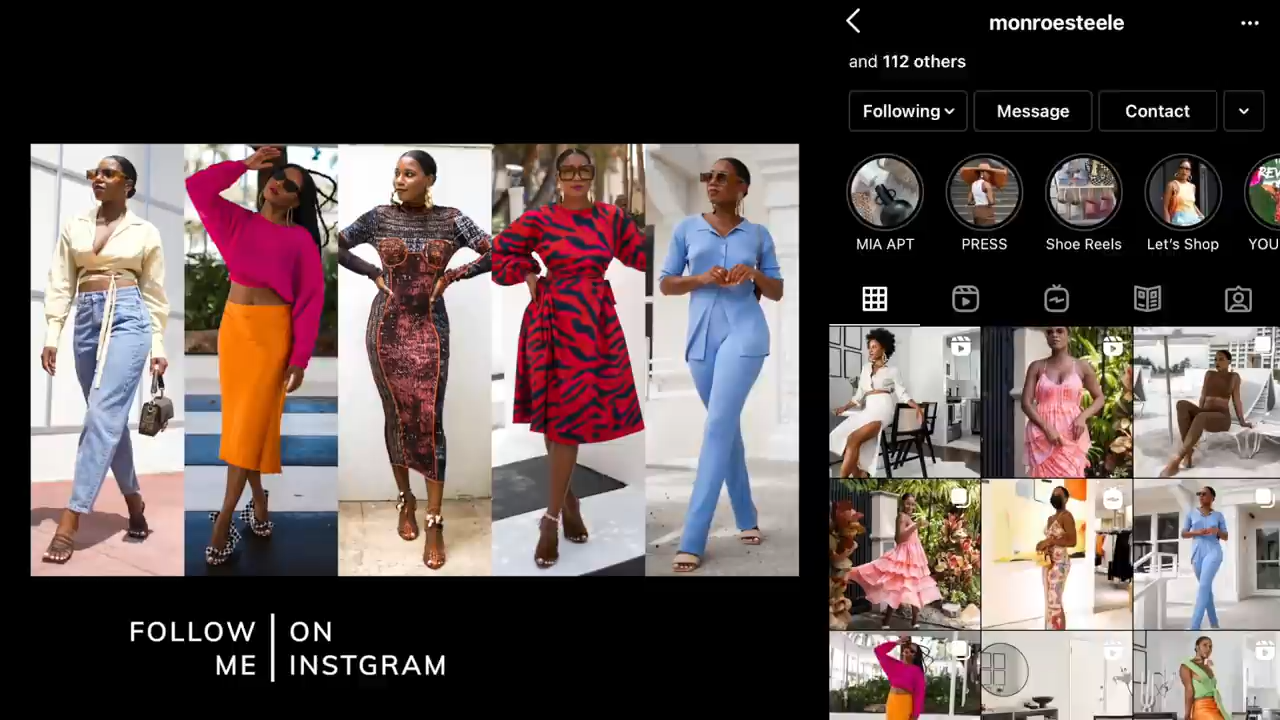 monroesteele
and 112 others
Following
Message
Contact
MIA APT
PRESS
Shoe Reels
Let's Shop
YOU
REV
FOLLOW
ME
ON
INSTGRAM